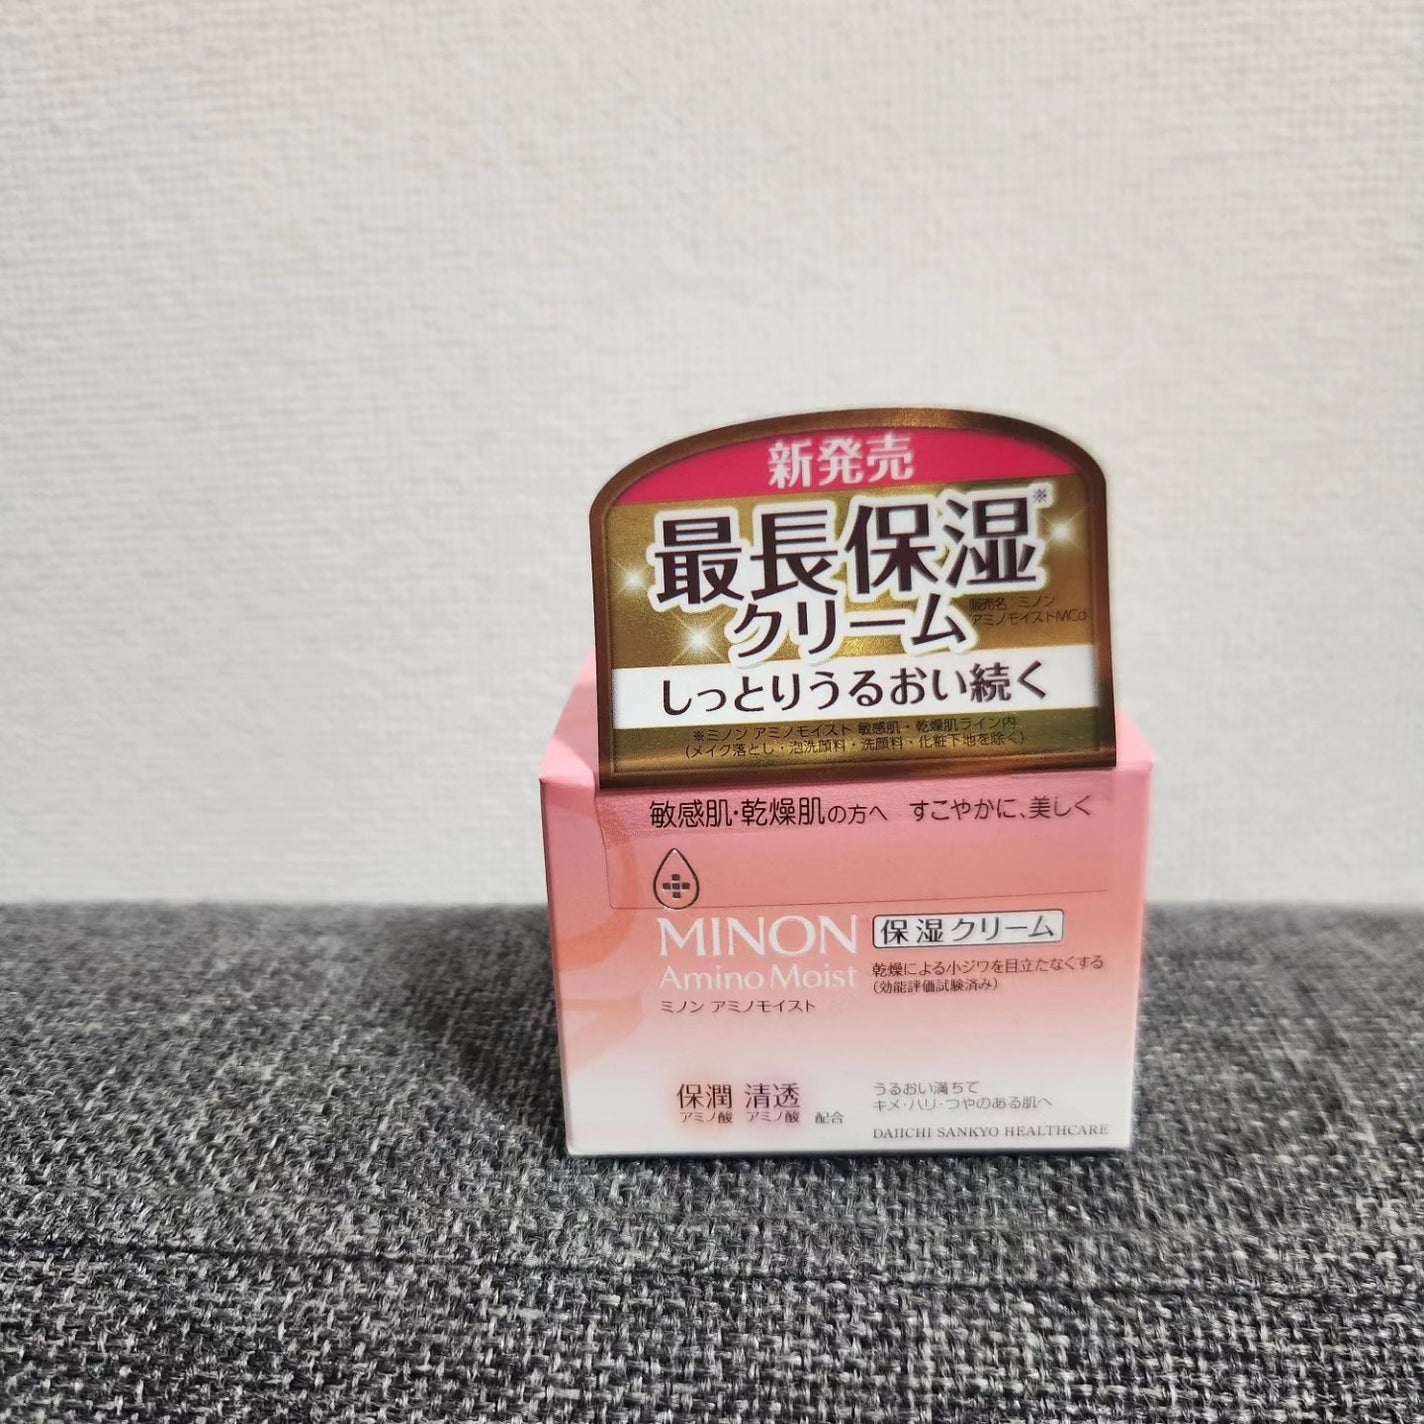 新発売
最長保湿※
クリーム
販売名：ミノン
アミノモイストMCd
しっとりうるおい続く
※ミノン アミノモイスト 敏感肌・乾燥肌ライン内
(メイク落とし・泡洗顔料・洗顔料・化粧下地を除く)
敏感肌・乾燥肌の方へ すこやかに、美しく
MINON
Amino Moist
ミノン アミノモイスト
保湿クリーム
乾燥による小ジワを目立たなくする
(効能評価試験済み)
保潤 清透
アミノ酸 アミノ酸 配合
うるおい満ちて
キメ・ハリ・つやのある肌へ
DAIICHI SANKYO HEALTHCARE